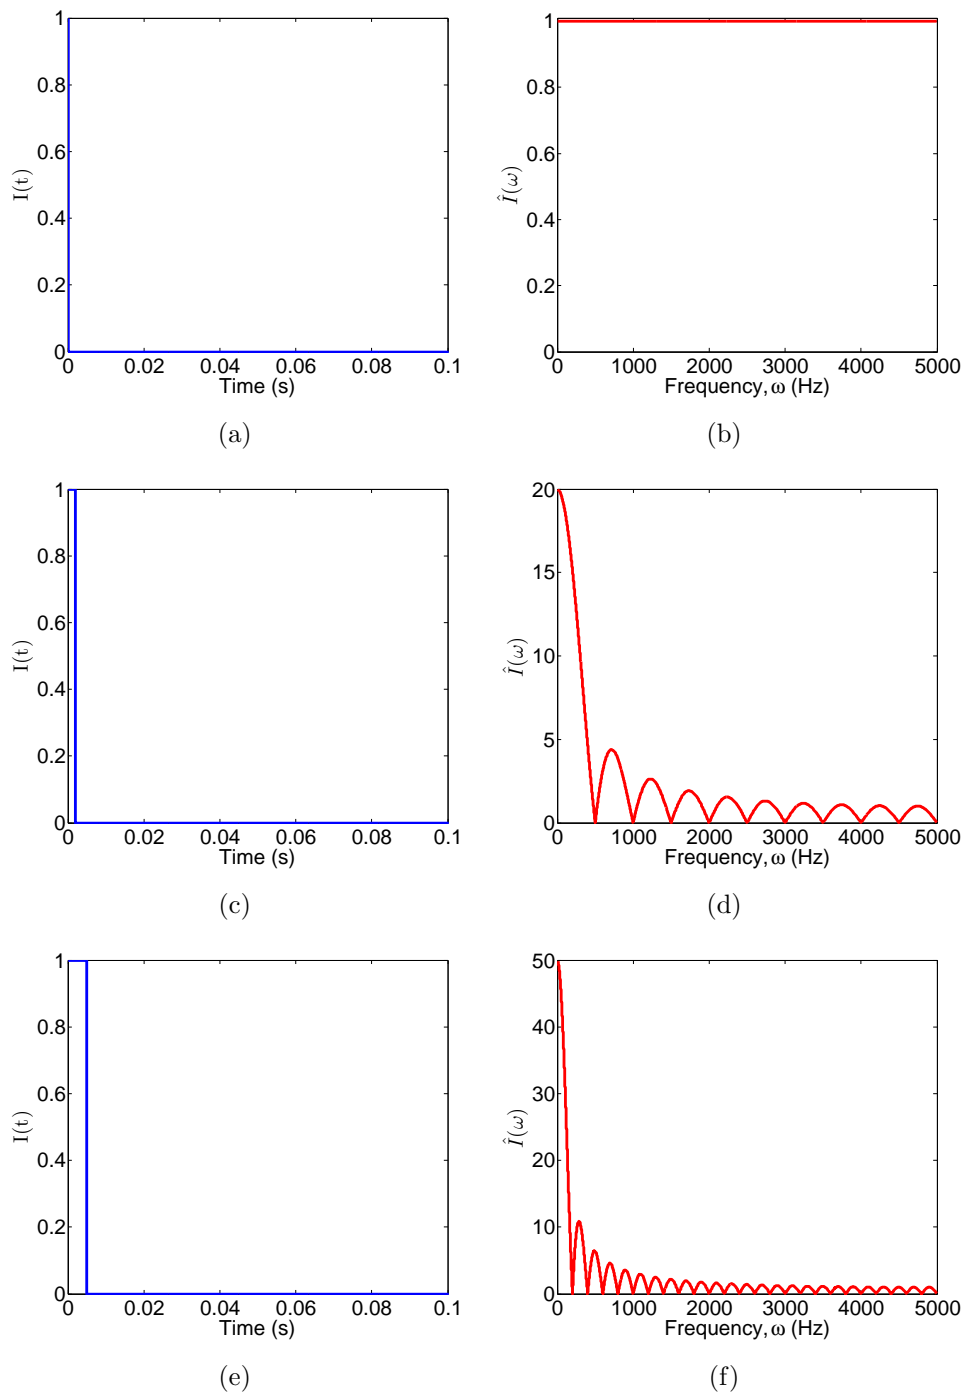 1
0.8
0.6
0.4
0.2
0
I(t)
0 0.02 0.04 0.06 0.08 0.1
Time (s)
(a)
1
0.8
0.6
0.4
0.2
0
Î(ω)
0 1000 2000 3000 4000 5000
Frequency, ω (Hz)
(b)
1
0.8
0.6
0.4
0.2
0
I(t)
0 0.02 0.04 0.06 0.08 0.1
Time (s)
(c)
20
15
10
5
0
Î(ω)
0 1000 2000 3000 4000 5000
Frequency, ω (Hz)
(d)
1
0.8
0.6
0.4
0.2
0
I(t)
0 0.02 0.04 0.06 0.08 0.1
Time (s)
(e)
50
40
30
20
10
0
Î(ω)
0 1000 2000 3000 4000 5000
Frequency, ω (Hz)
(f)